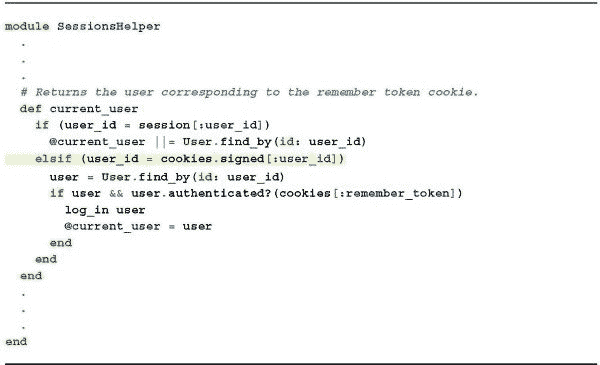 module SessionsHelper
  .
  .
  .
  # Returns the user corresponding to the remember token cookie.
  def current_user
    if (user_id = session[:user_id])
      @current_user ||= User.find_by(id: user_id)
    elsif (user_id = cookies.signed[:user_id])
      user = User.find_by(id: user_id)
      if user && user.authenticated?(cookies[:remember_token])
        log_in user
        @current_user = user
      end
    end
  end
  .
  .
  .
end